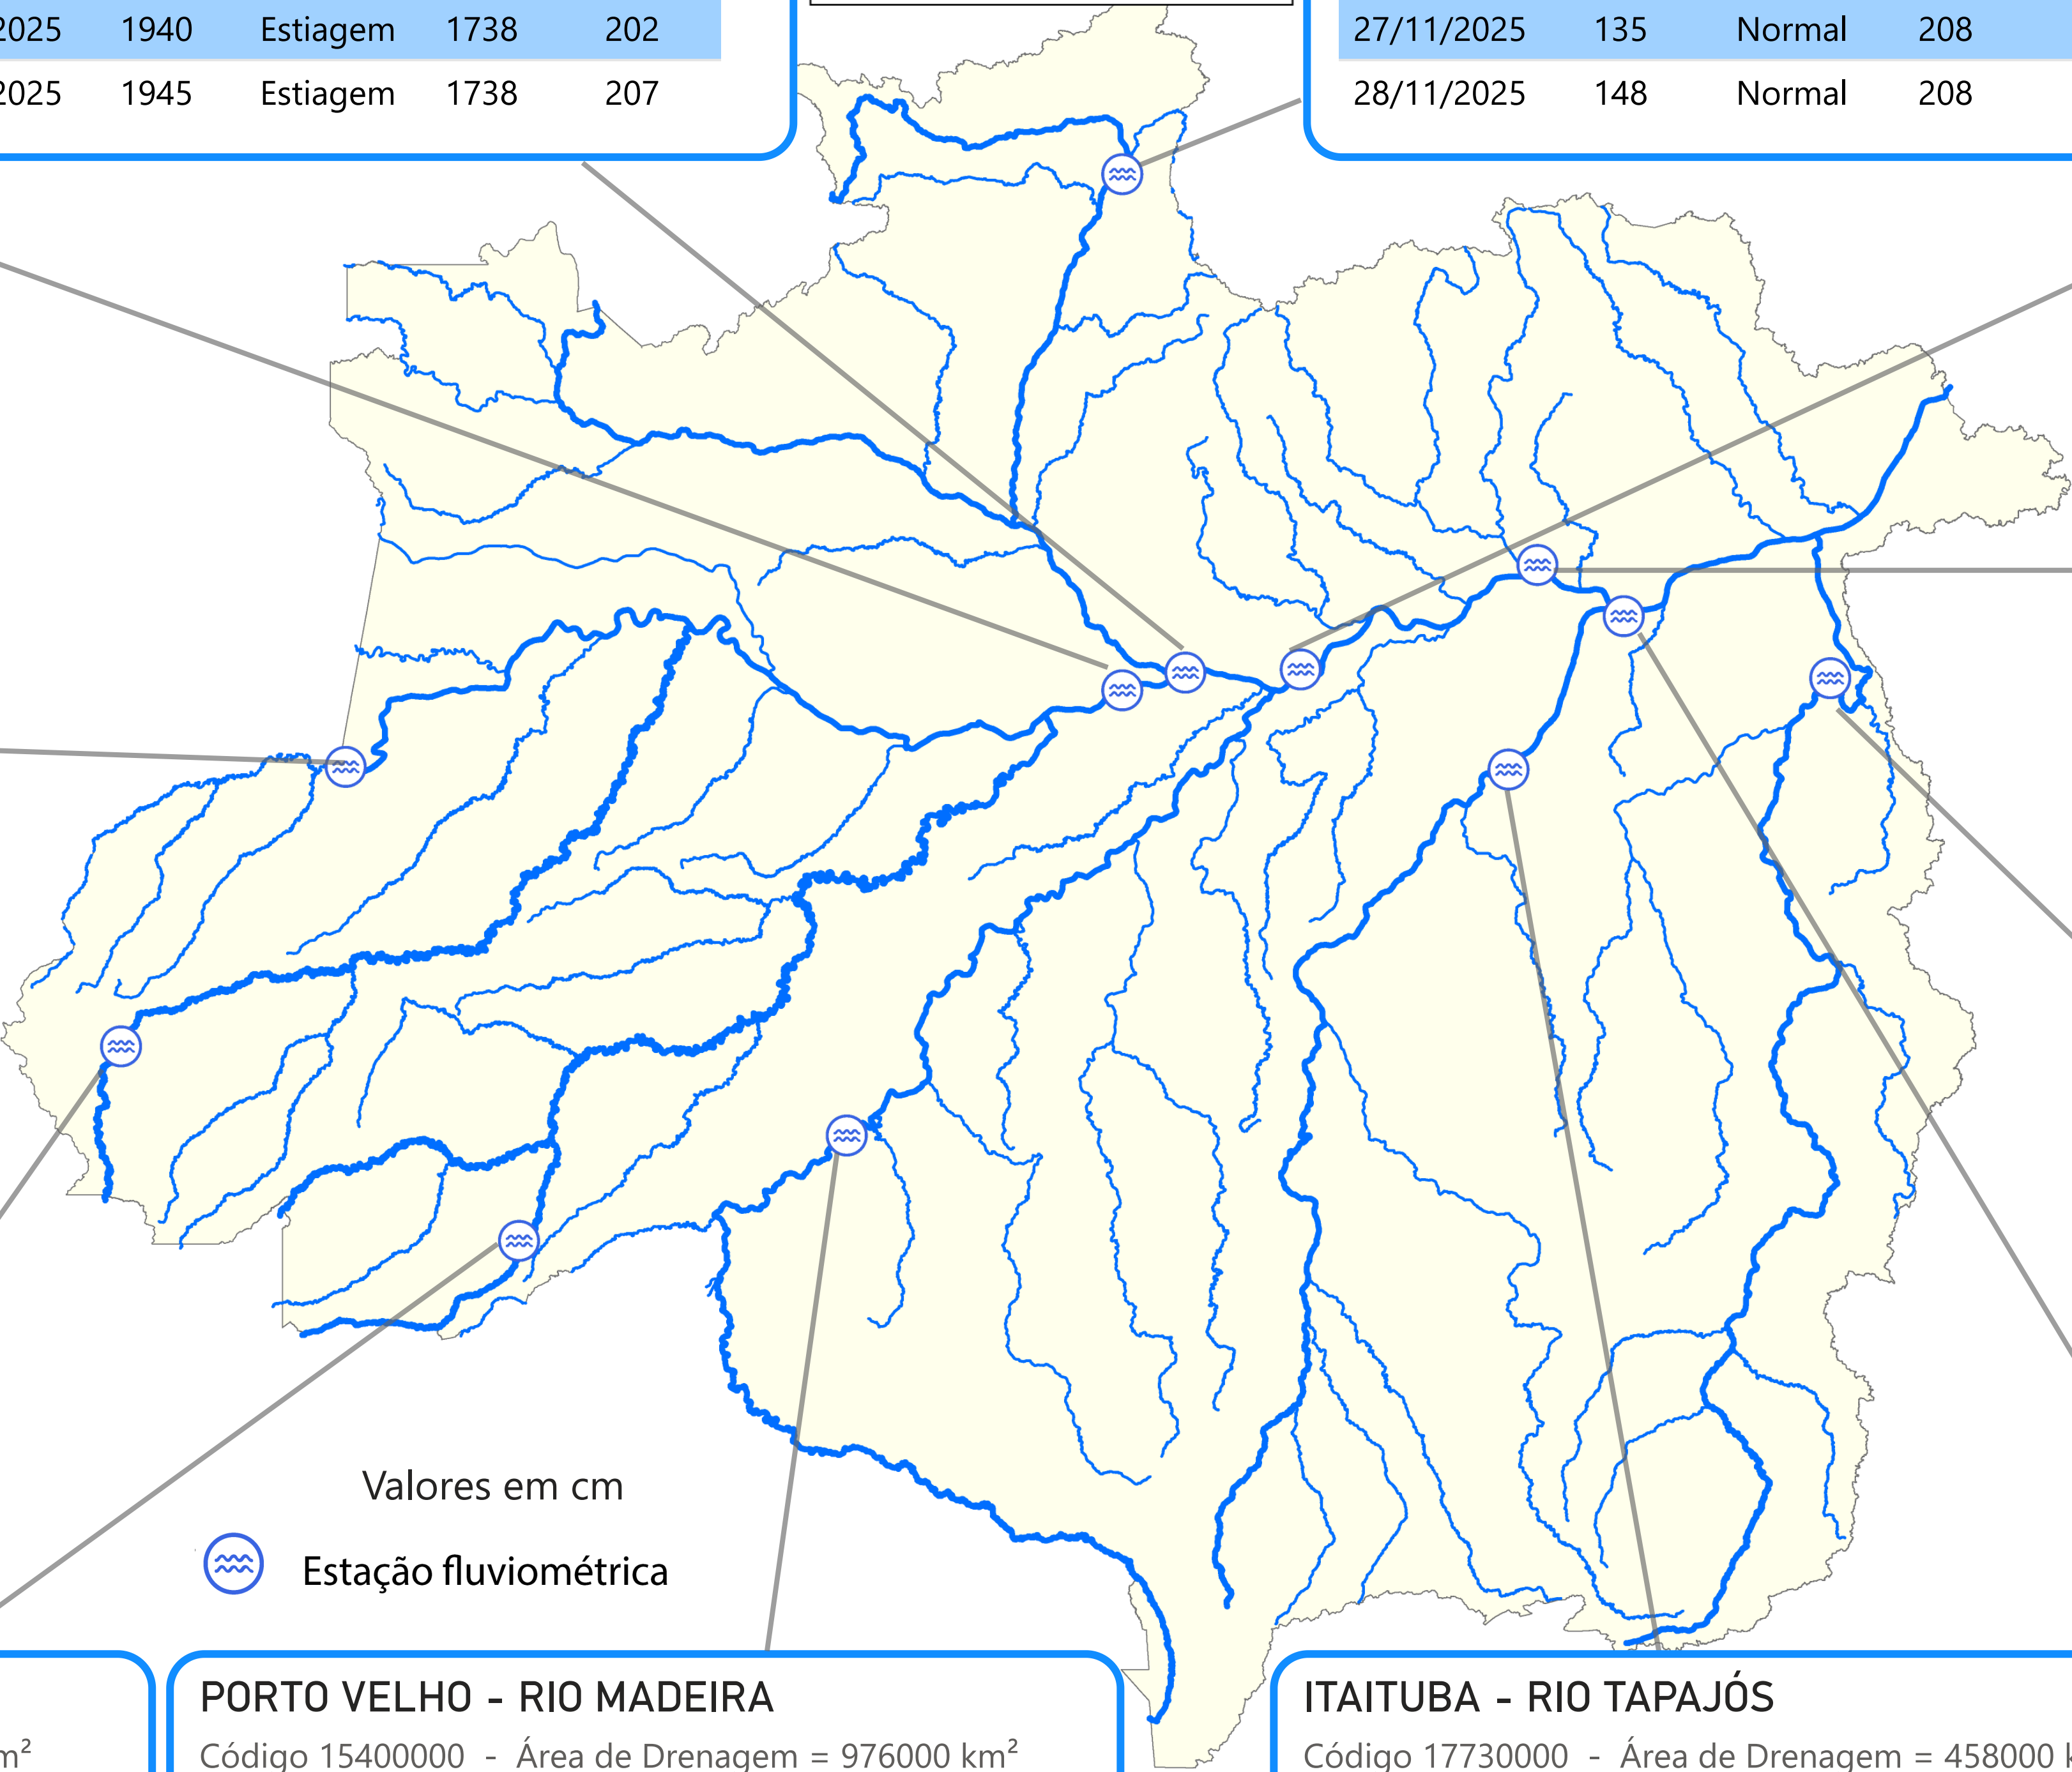 2025 1940 Estiagem 1738 202
2025 1945 Estiagem 1738 207
27/11/2025 135 Normal 208
28/11/2025 148 Normal 208
Valores em cm
Estação fluviométrica
m²
PORTO VELHO - RIO MADEIRA
Código 15400000 - Área de Drenagem = 976000 km²
ITAITUBA - RIO TAPAJÓS
Código 17730000 - Área de Drenagem = 458000 k